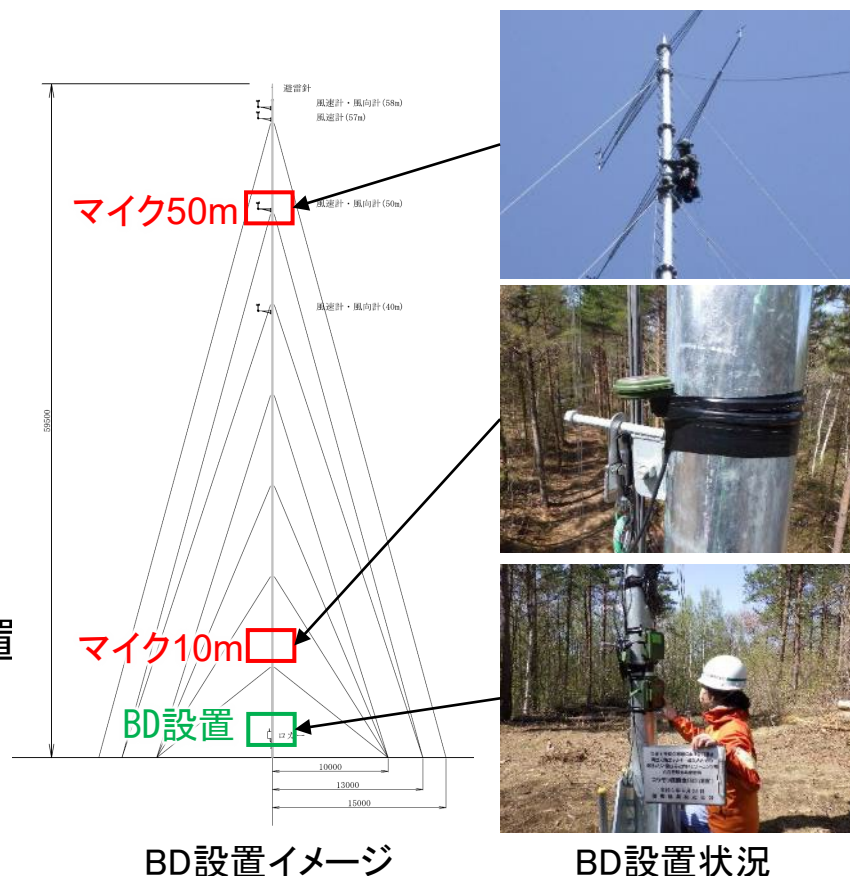 避雷針
風速計・風向計(58m)
風速計(57m)
マイク50m
風速計・風向計(50m)
風速計・風向計(40m)
59500
置
マイク10m
BD設置
ロガー
10000
13000
15000
BD設置イメージ
BD設置状況